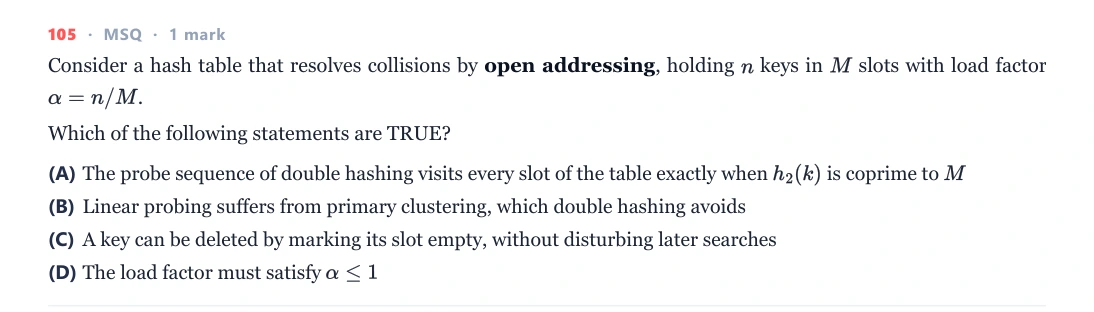 105 · MSQ · 1 mark
Consider a hash table that resolves collisions by open addressing, holding n keys in M slots with load factor
α = n/M.
Which of the following statements are TRUE?
(A) The probe sequence of double hashing visits every slot of the table exactly when h₂(k) is coprime to M
(B) Linear probing suffers from primary clustering, which double hashing avoids
(C) A key can be deleted by marking its slot empty, without disturbing later searches
(D) The load factor must satisfy α ≤ 1